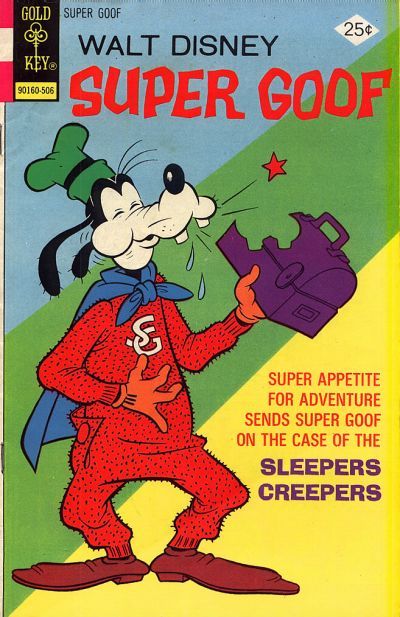 GOLD
KEY®
90160-506
SUPER GOOF
25¢
WALT DISNEY
SUPER GOOF
SG
SUPER APPETITE
FOR ADVENTURE
SENDS SUPER GOOF
ON THE CASE OF THE
SLEEPERS
CREEPERS